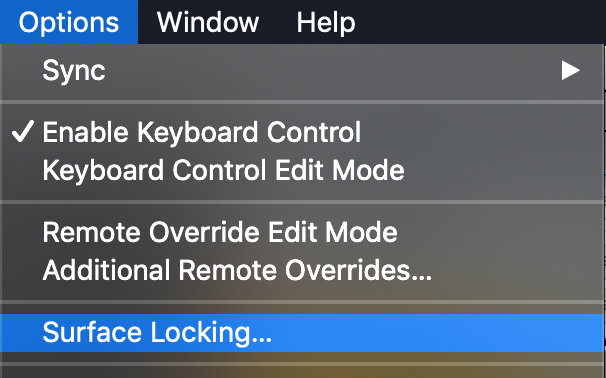 Options Window Help
Sync
Enable Keyboard Control
Keyboard Control Edit Mode
Remote Override Edit Mode
Additional Remote Overrides...
Surface Locking...